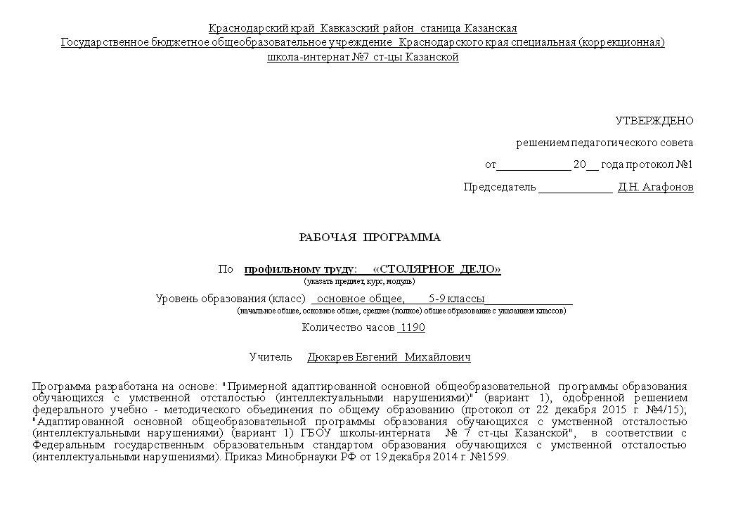 Краснодарский край Кавказский район станица Казанская
Государственное бюджетное общеобразовательное учреждение Краснодарского края специальная (коррекционная)
школа-интернат №7 ст-цы Казанской
УТВЕРЖДЕНО
решением педагогического совета
от_____________ 20__ года протокол №1
Председатель _____________ Д.Н. Агафонов
РАБОЧАЯ ПРОГРАММА
По профильному труду: «СТОЛЯРНОЕ ДЕЛО»
(указать предмет, курс, модуль)
Уровень образования (класс) основное общее, 5-9 классы_______________
(начальное общее, основное общее, среднее (полное) общее образование с указанием классов)
Количество часов 1190
Учитель Дюкарев Евгений Михайлович
Программа разработана на основе: "Примерной адаптированной основной общеобразовательной программы образования
обучающихся с умственной отсталостью (интеллектуальными нарушениями)" (вариант 1), одобренной решением
федерального учебно - методического объединения по общему образованию (протокол от 22 декабря 2015 г. №4/15),
"Адаптированной основной общеобразовательной программы образования обучающихся с умственной отсталостью
(интеллектуальными нарушениями) (вариант 1) ГБОУ школы-интерната № 7 ст-цы Казанской", в соответствии с
Федеральным государственным образовательным стандартом образования обучающихся с умственной отсталостью
(интеллектуальными нарушениями). Приказ Минобрнауки РФ от 19 декабря 2014 г. №1599.